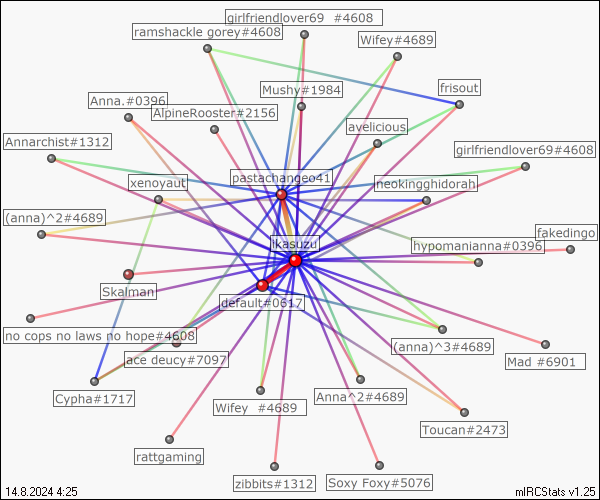 girlfriendlover69  #4608
ramshackle gorey#4608
Wifey#4689
Mushy#1984
frisout
Anna.#0396
AlpineRooster#2156
avelicious
Annarchist#1312
girlfriendlover69#4608
pastachangeo41
xenoyaut
neokingghidorah
(anna)^2#4689
fakedingo
ikasuzui
hypomanianna#0396
Skalman
default#0617
no cops no laws no hope#4608
(anna)^3#4689
ace deucy#7097
Mad #6901
Cypha#1717
Anna^2#4689
Wifey  #4689
Toucan#2473
rattgaming
zibbits#1312
Soxy Foxy#5076
14.8.2024 4:25
mIRCStats v1.25